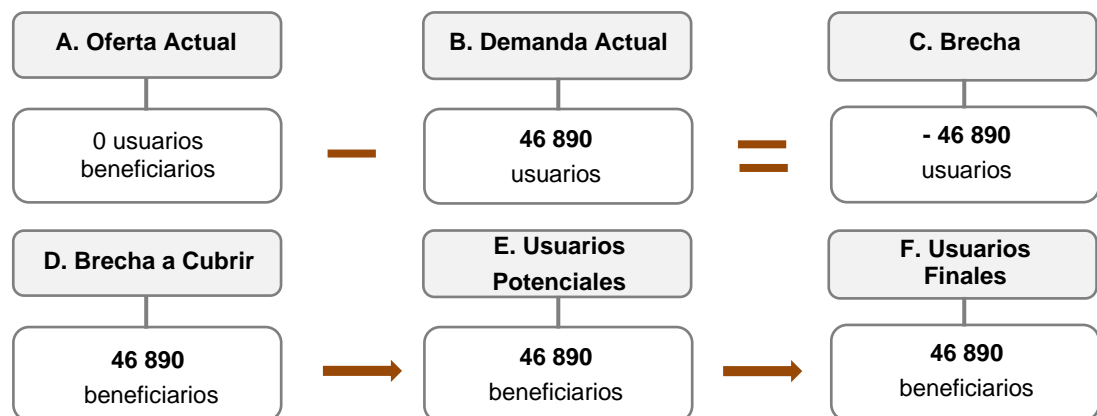 A. Oferta Actual
B. Demanda Actual
C. Brecha
0 usuarios
beneficiarios
46 890
usuarios
- 46 890
usuarios
D. Brecha a Cubrir
E. Usuarios
Potenciales
F. Usuarios
Finales
46 890
beneficiarios
46 890
beneficiarios
46 890
beneficiarios